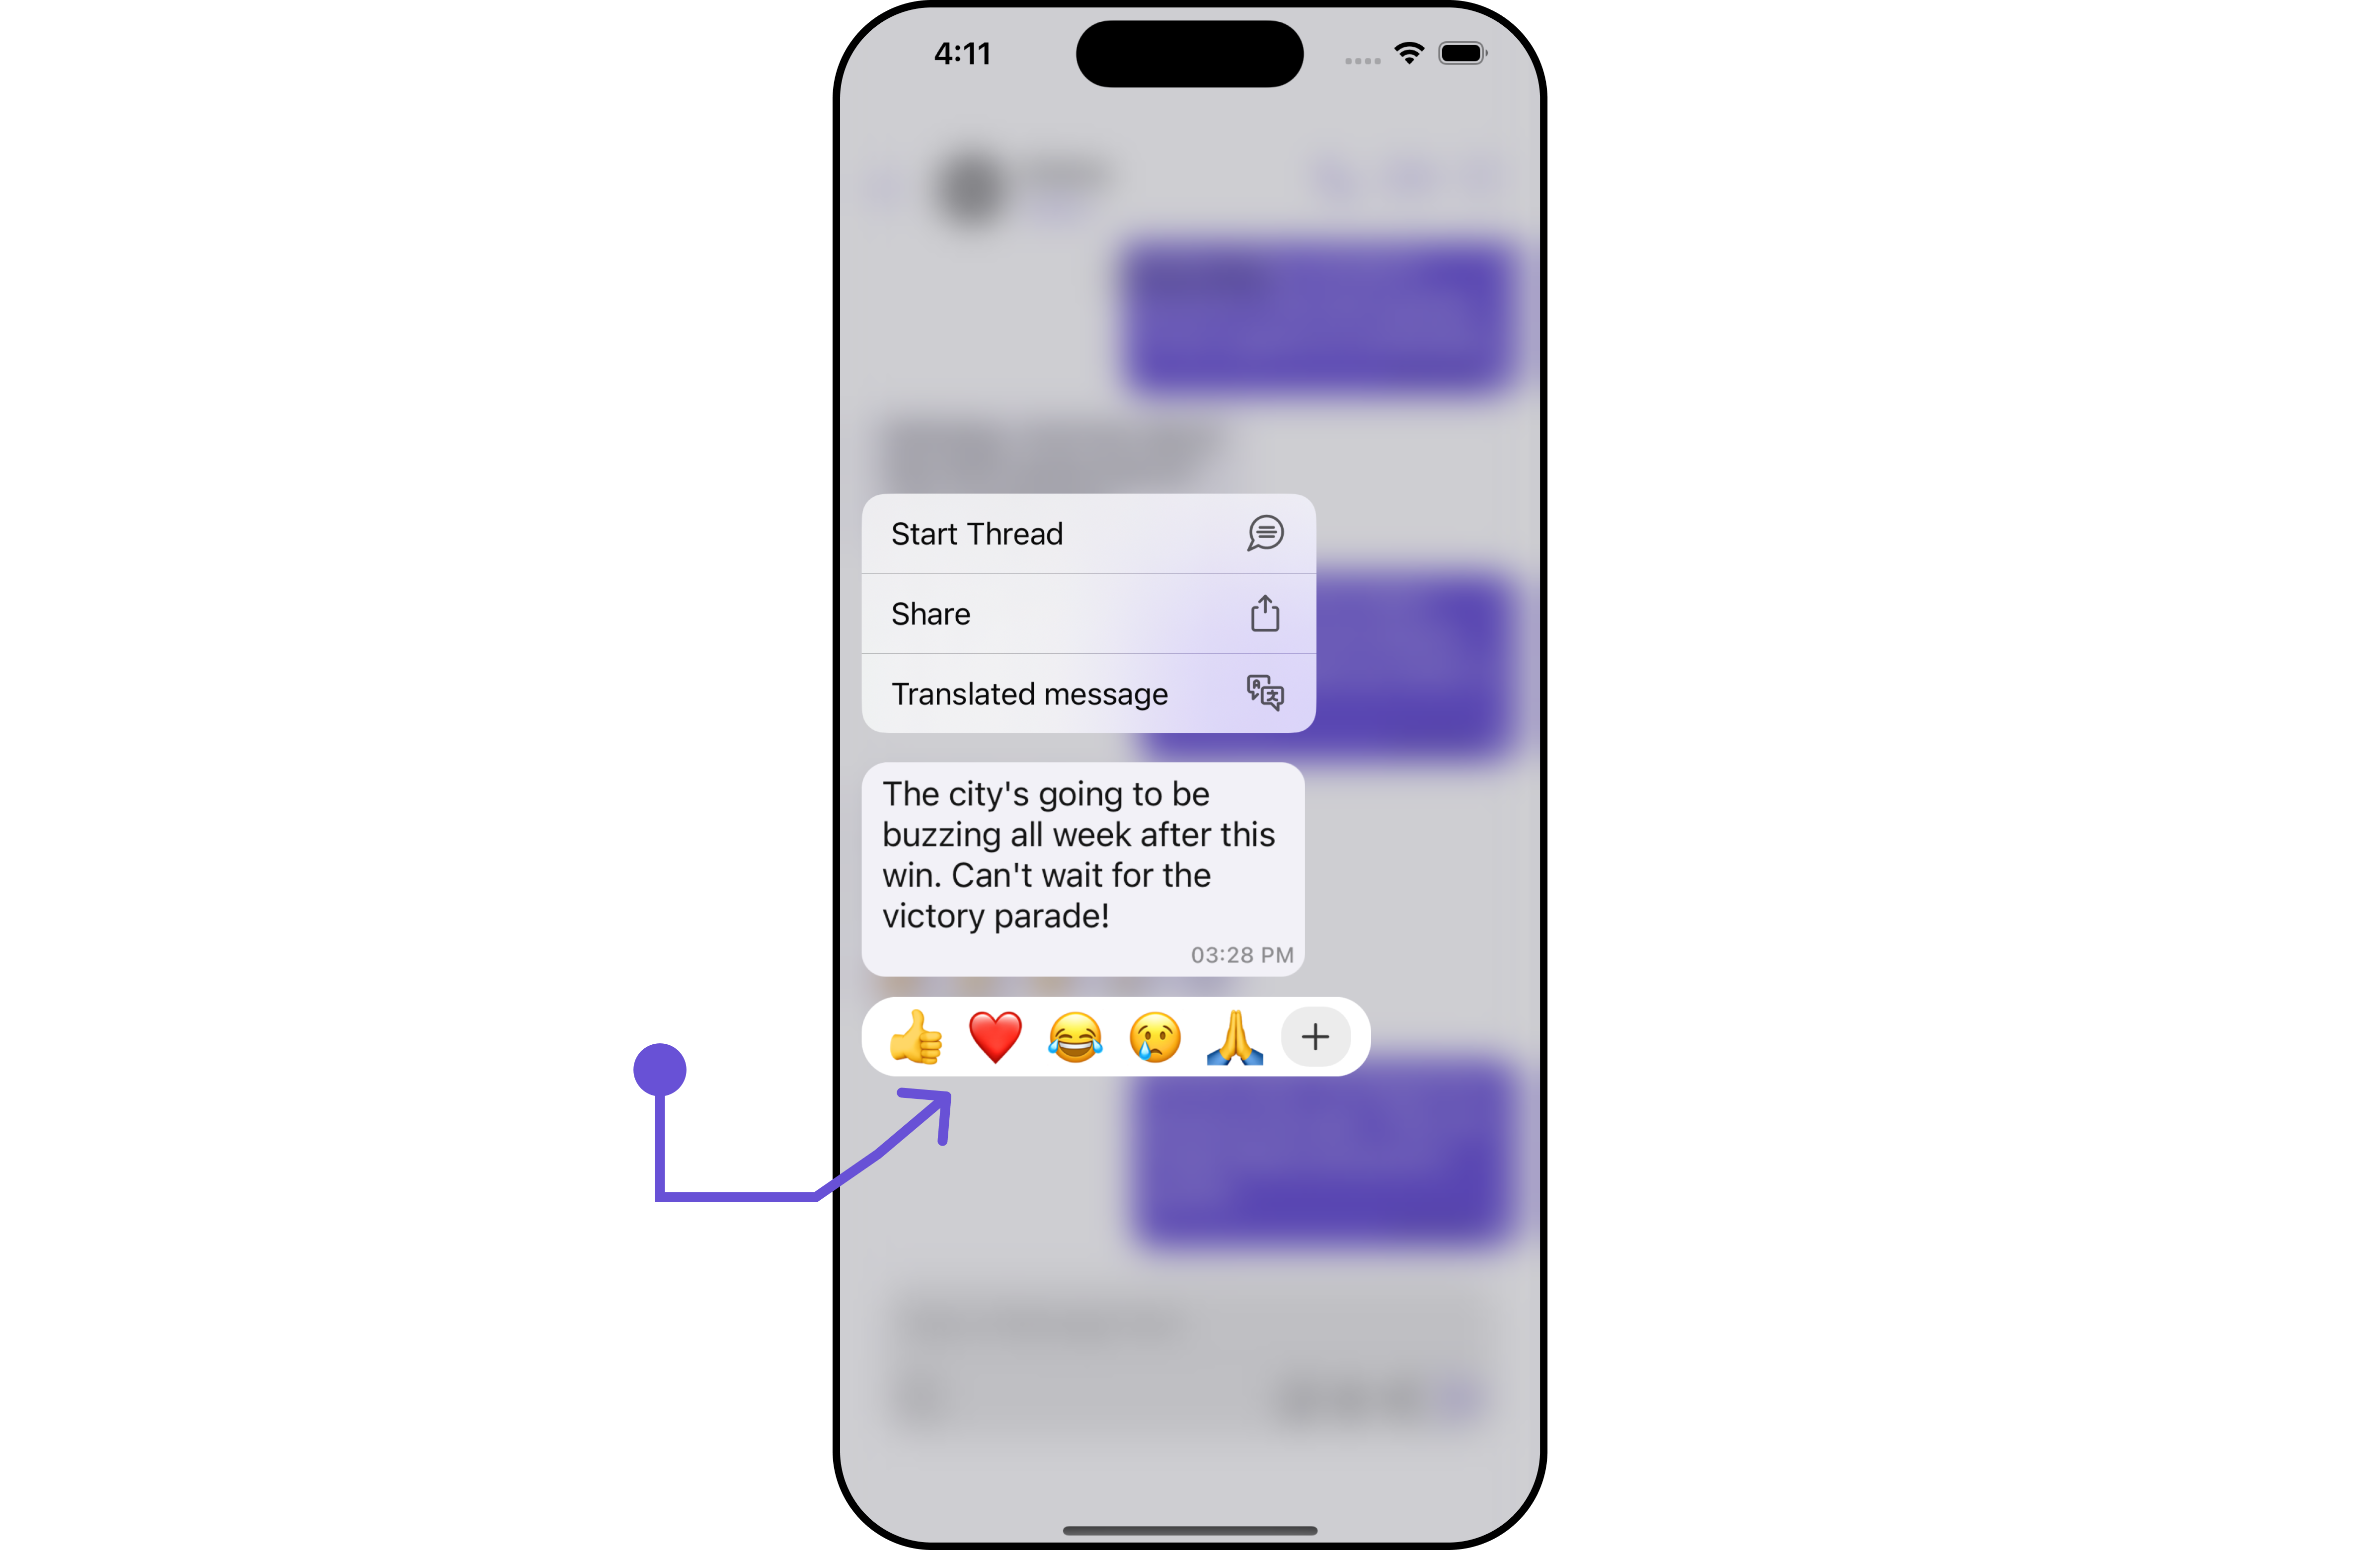 4:11
Start Thread
Share
Translated message
The city's going to be
buzzing all week after this
win. Can't wait for the
victory parade!
03:28 PM